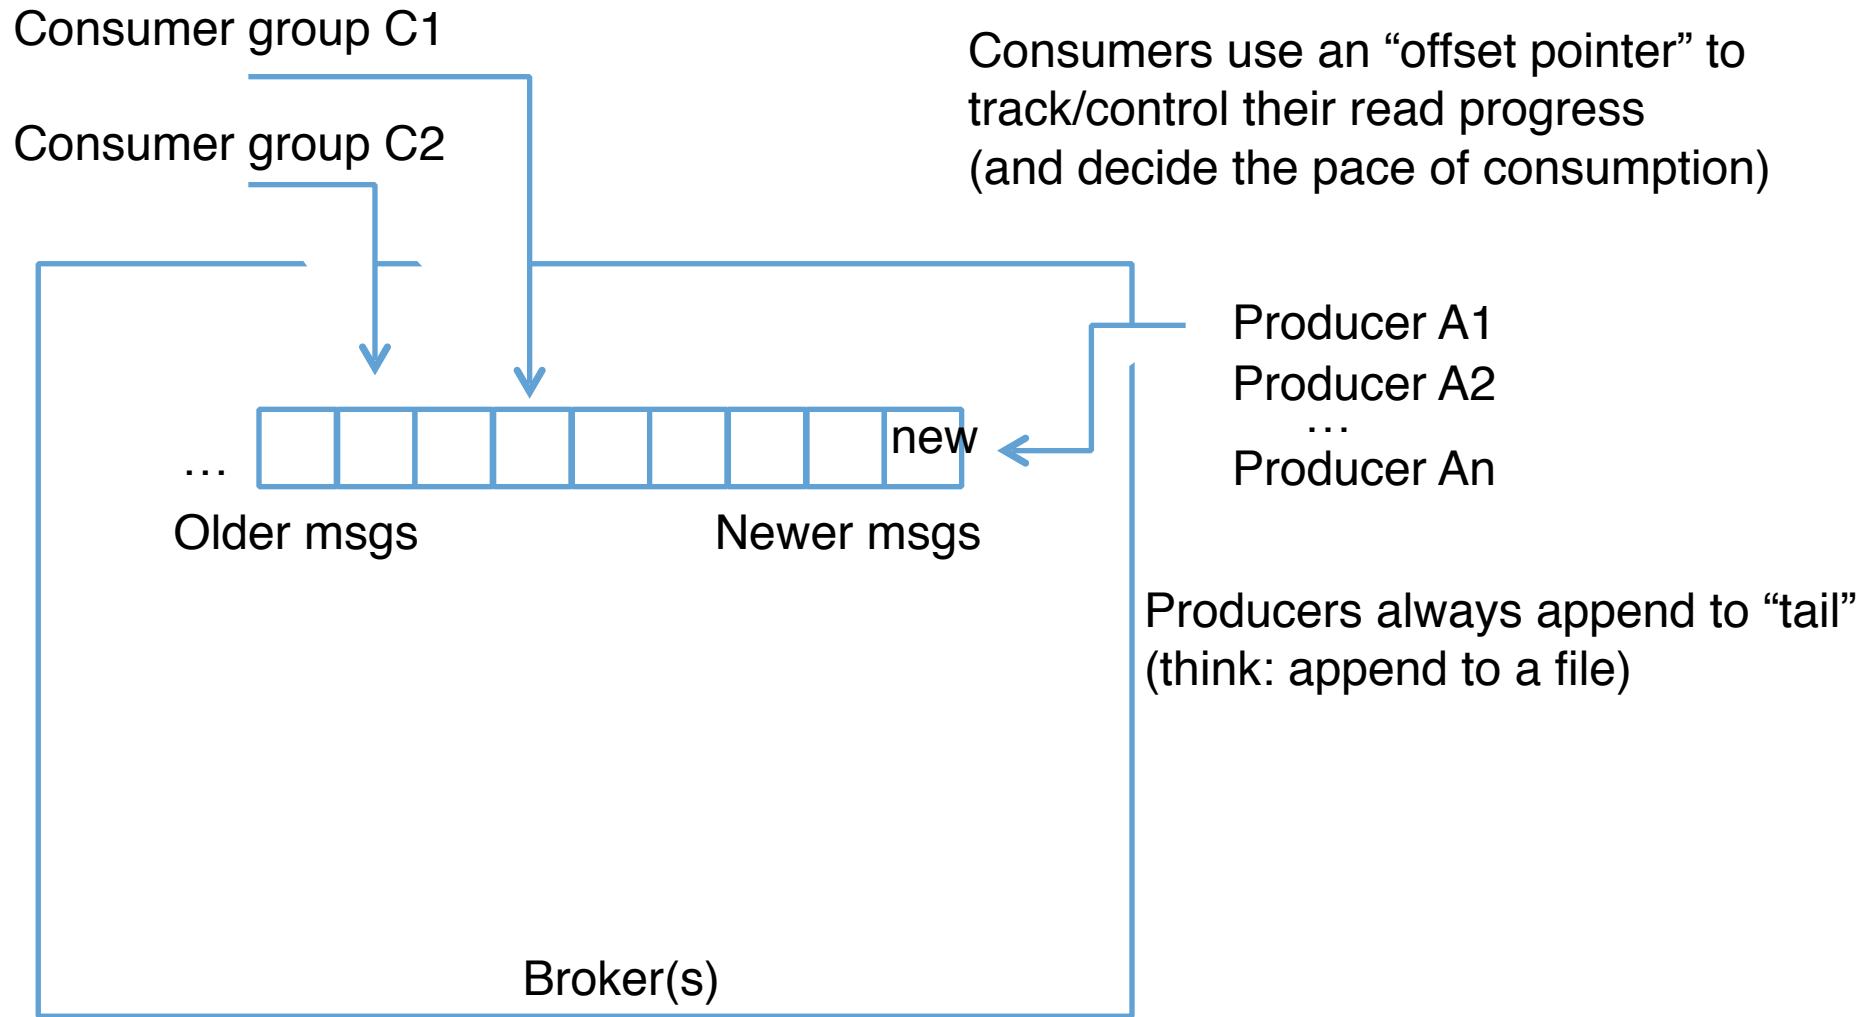 Consumer group C1
Consumer group C2
Consumers use an “offset pointer” to
track/control their read progress
(and decide the pace of consumption)
Producer A1
Producer A2
…
Producer An
new
…
Older msgs
Newer msgs
Producers always append to “tail”
(think: append to a file)
Broker(s)